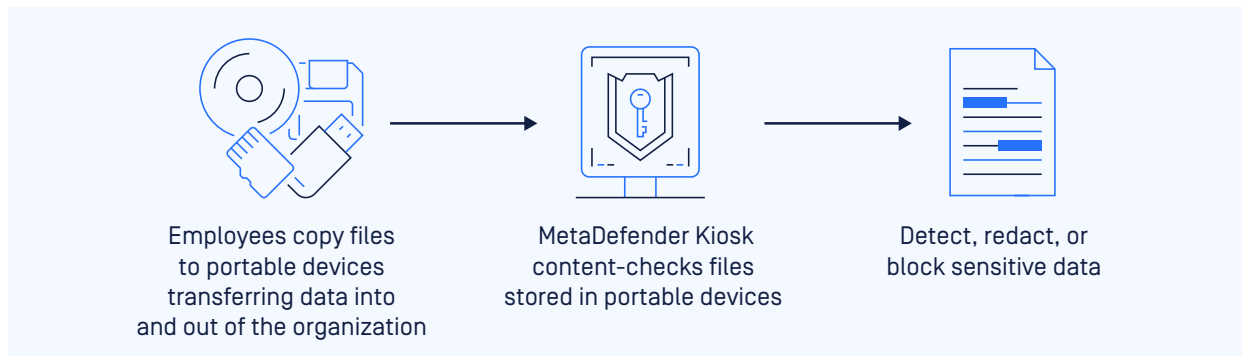 Employees copy files
to portable devices
transferring data into
and out of the organization
MetaDefender Kiosk
content-checks files
stored in portable devices
Detect, redact, or
block sensitive data